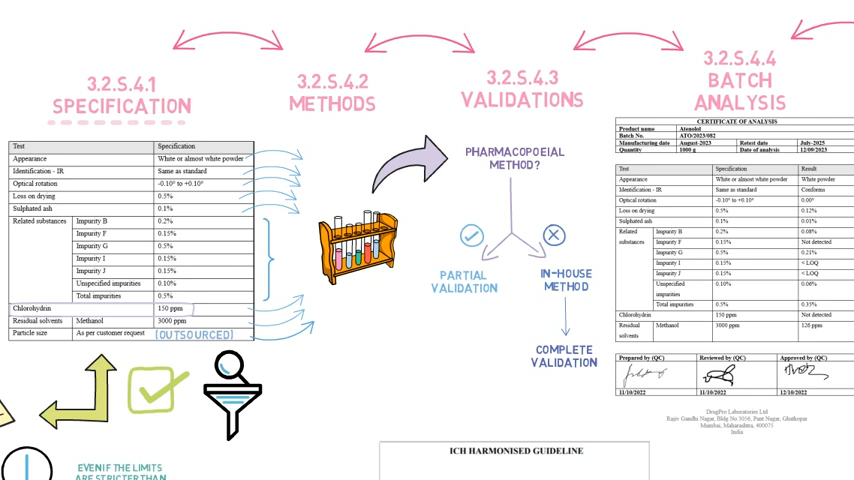 3.2.S.4.1
SPECIFICATION
3.2.S.4.2
METHODS
3.2.S.4.3
VALIDATIONS
3.2.S.4.4
BATCH
ANALYSIS
Test Specification
Appearance White or almost white powder
Identification - IR Same as standard
Optical rotation -0.10° to +0.10°
Loss on drying 0.5%
Sulphated ash 0.1%
Related substances Impurity B 0.2%
Impurity F 0.15%
Impurity G 0.5%
Impurity I 0.15%
Impurity J 0.15%
Unspecified impurities 0.10%
Total impurities 0.5%
Chlorohydrin 150 ppm
Residual solvents Methanol 3000 ppm
Particle size As per customer request (OUTSOURCED)
PHARMACOPOEIAL
METHOD?
PARTIAL
VALIDATION
IN-HOUSE
METHOD
COMPLETE
VALIDATION
CERTIFICATE OF ANALYSIS
Product name Atenolol
Batch No. ATO/2023/082
Manufacturing date August-2023 Retest date July-2025
Quantity 1000 g Date of analysis 12/09/2023
Test Specification Result
Appearance White or almost white powder White powder
Identification - IR Same as standard Conforms
Optical rotation -0.10° to +0.10° 0.00°
Loss on drying 0.5% 0.12%
Sulphated ash 0.1% 0.01%
Related substances Impurity B 0.2% 0.08%
Impurity F 0.15% Not detected
Impurity G 0.5% 0.21%
Impurity I 0.15% < LOQ
Impurity J 0.15% < LOQ
Unspecified impurities 0.10% 0.06%
Total impurities 0.5% 0.35%
Chlorohydrin 150 ppm Not detected
Residual solvents Methanol 3000 ppm 126 ppm
Prepared by (QC) Reviewed by (QC) Approved by (QC)
11/10/2022 11/10/2022 12/10/2022
DrugPro Laboratories Ltd
Rajiv Gandhi Nagar, Bldg No 3056, Pant Nagar, Ghatkopar
Mumbai, Maharashtra, 400075
India
ICH HARMONISED GUIDELINE
EVEN IF THE LIMITS
ARE STRICTER THAN